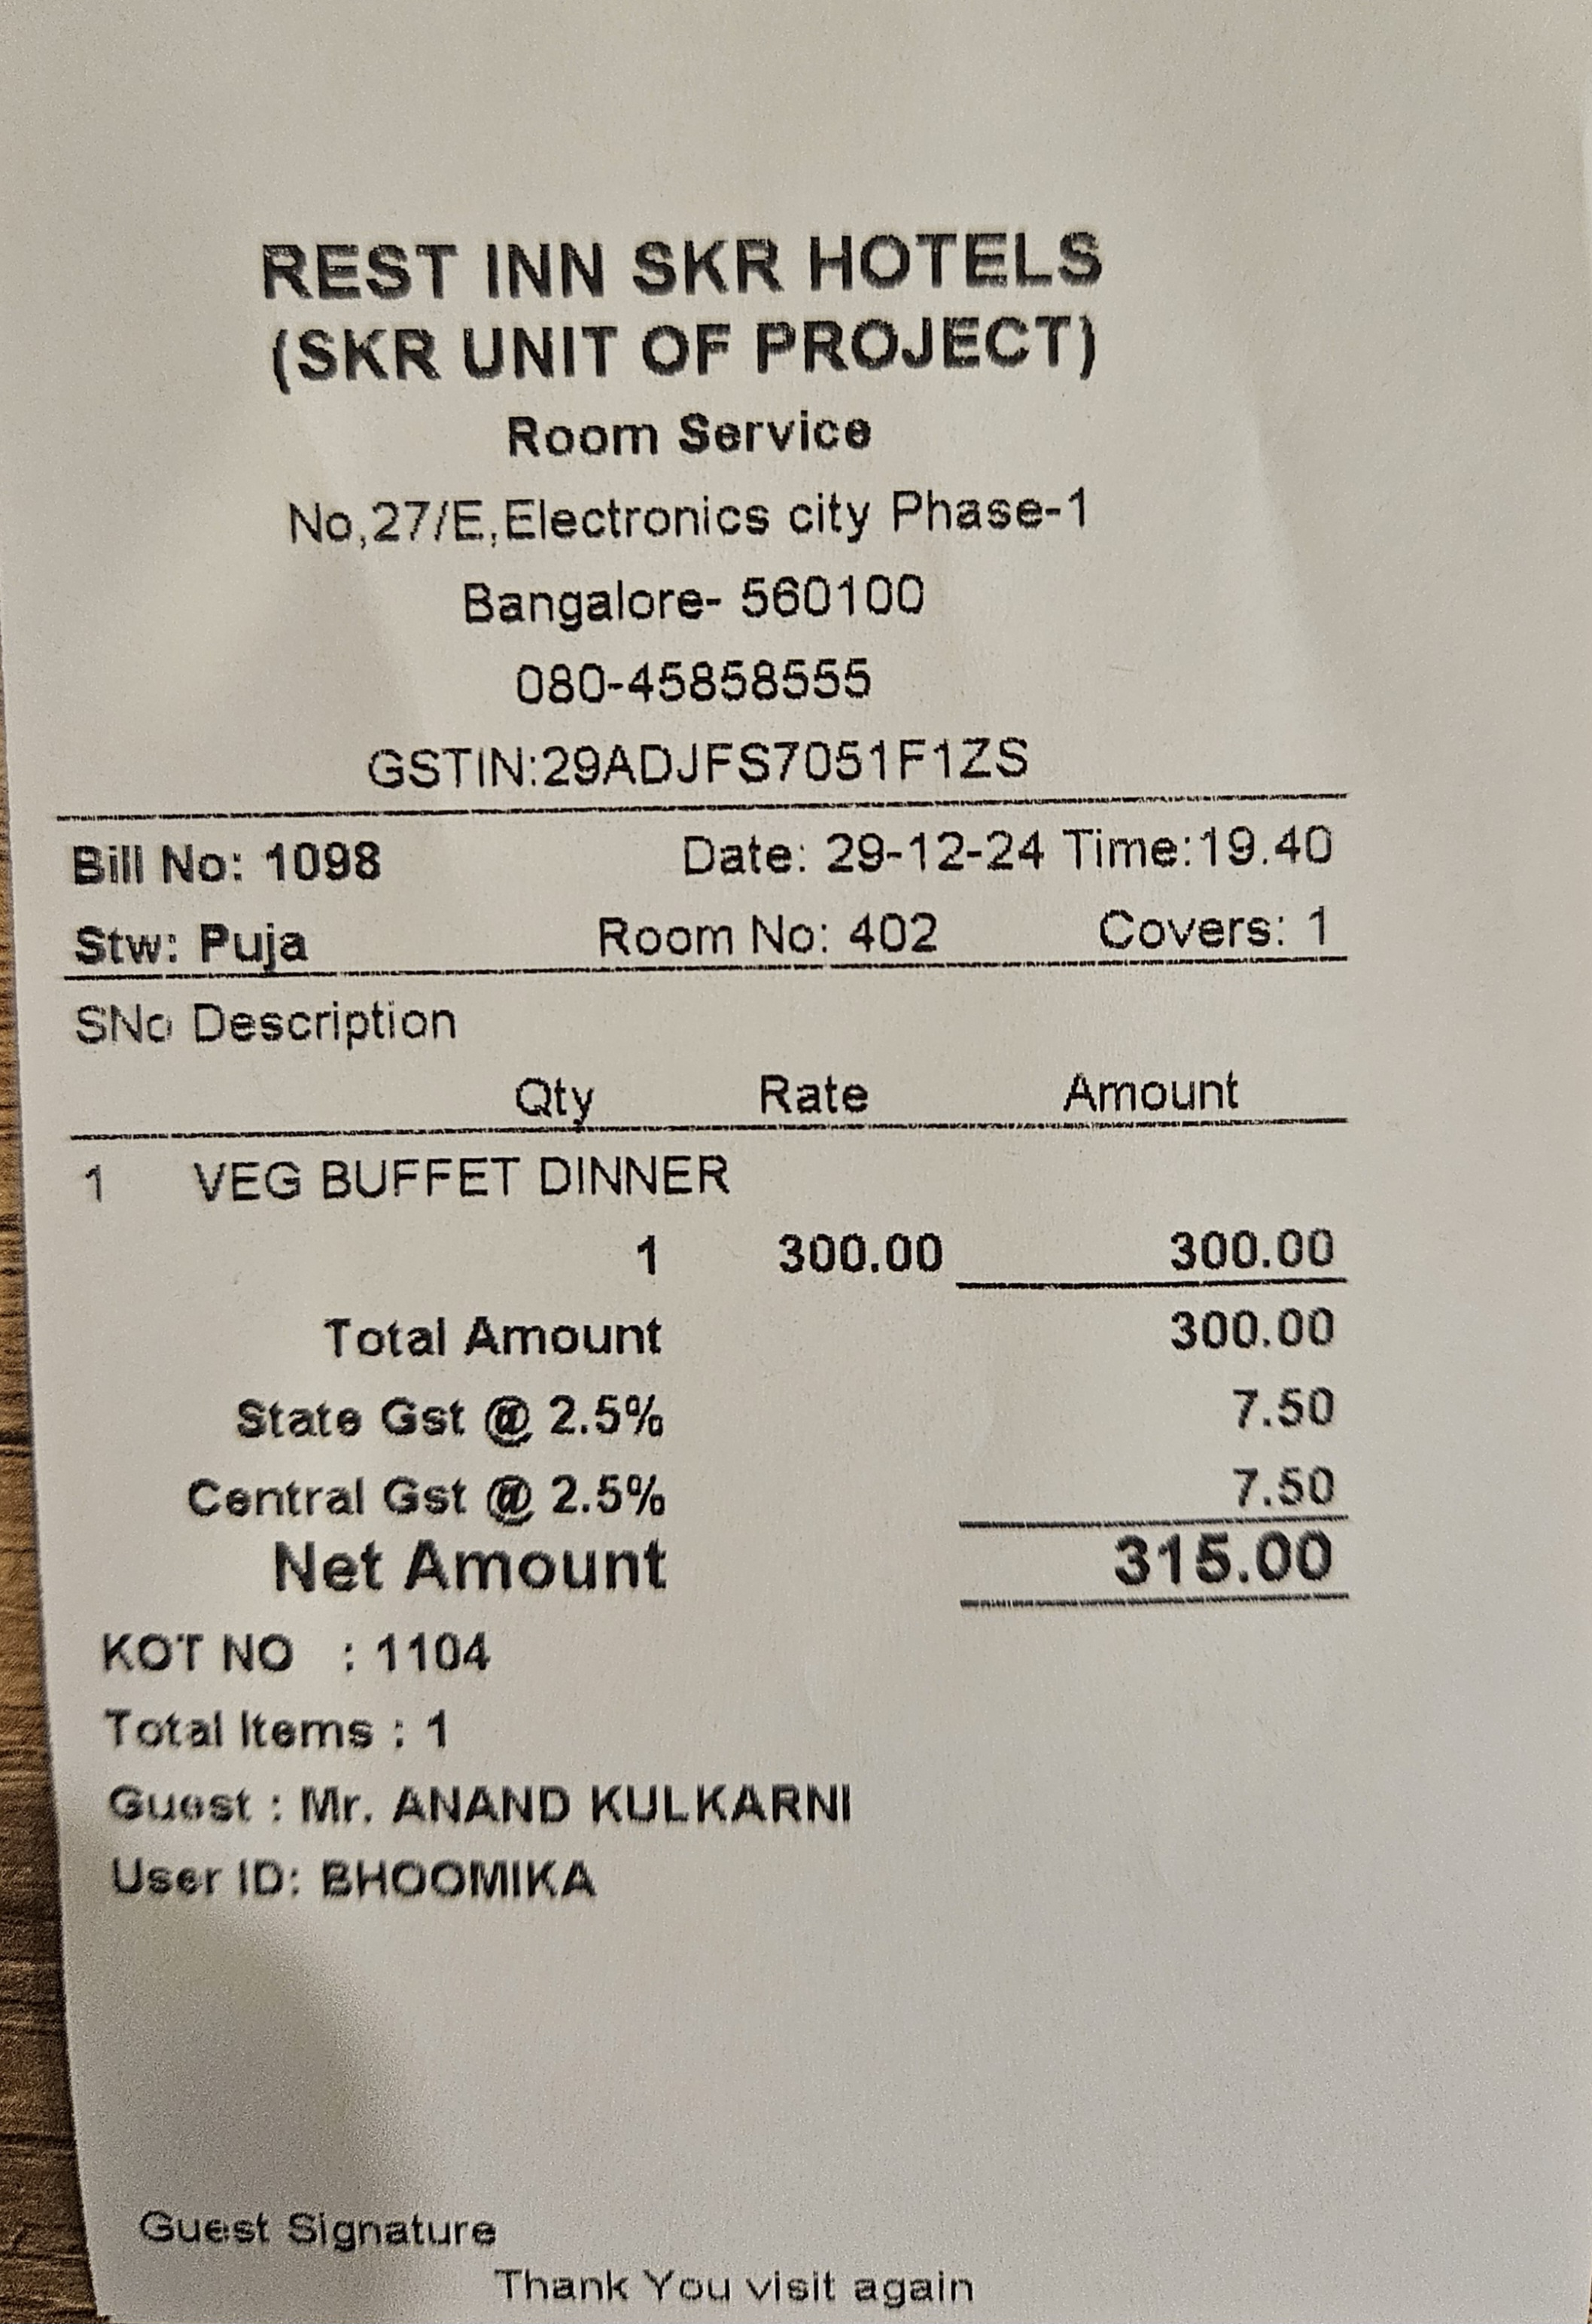 REST INN SKR HOTELS
(SKR UNIT OF PROJECT)
Room Service
No,27/E,Electronics city Phase-1
Bangalore- 560100
080-45858555
GSTIN:29ADJFS7051F1ZS
Bill No: 1098 Date: 29-12-24 Time:19.40
Stw: Puja Room No: 402 Covers: 1
SNo Description
Qty Rate Amount
1 VEG BUFFET DINNER
1 300.00 300.00
Total Amount 300.00
State Gst @ 2.5% 7.50
Central Gst @ 2.5% 7.50
Net Amount 315.00
KOT NO : 1104
Total Items : 1
Guest : Mr. ANAND KULKARNI
User ID: BHOOMIKA
Guest Signature
Thank You visit again